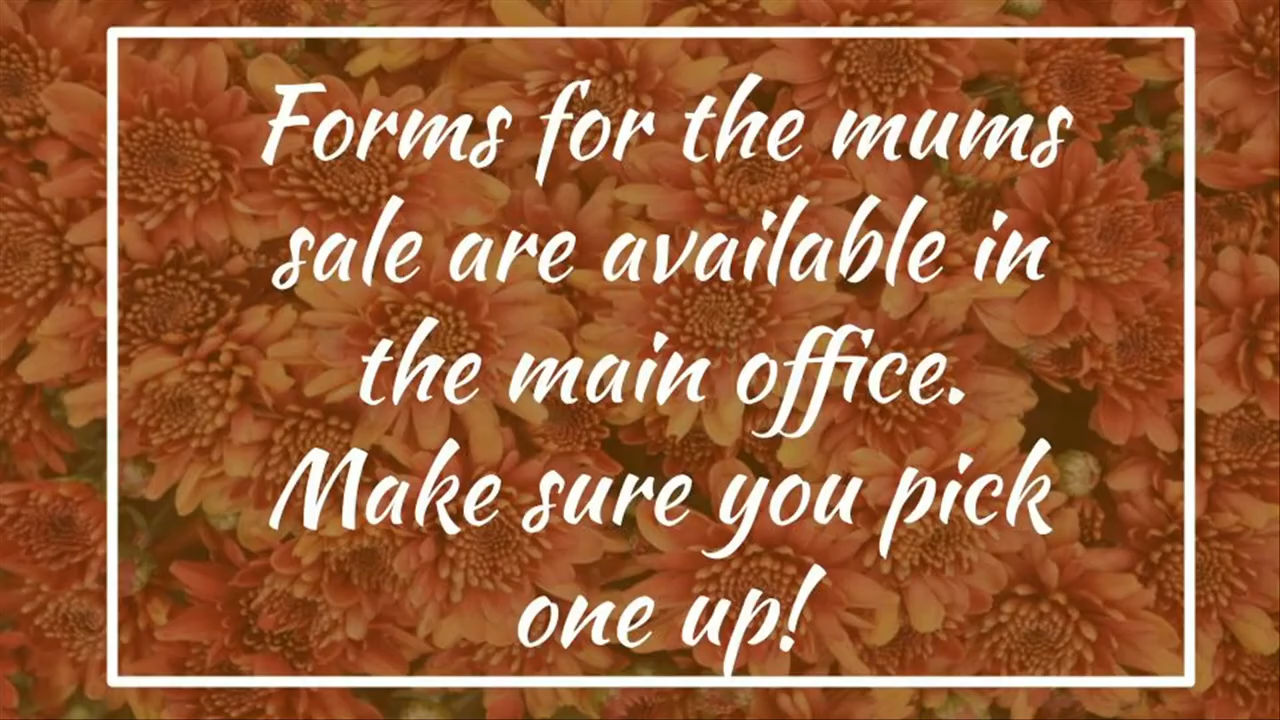 Forms for the mums
sale are available in
the main office.
Make sure you pick
one up!